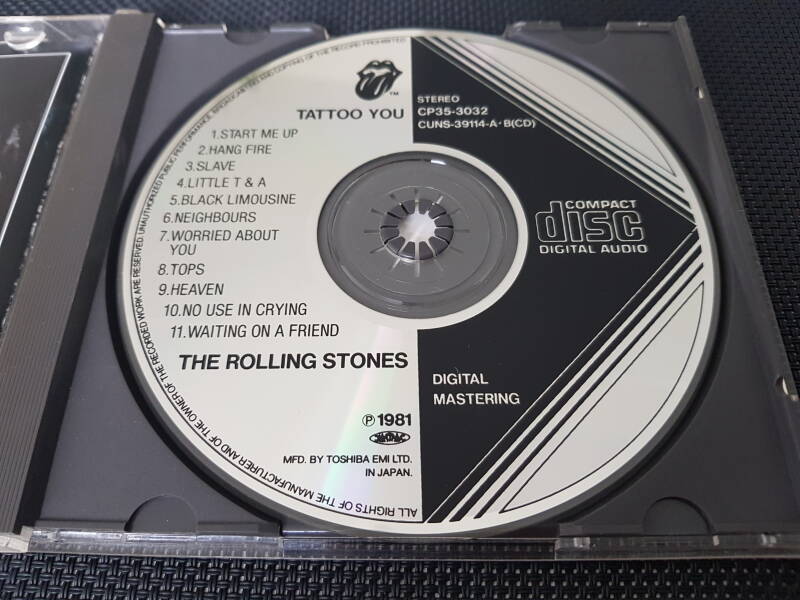 TM
TATTOO YOU
1.START ME UP
2.HANG FIRE
3.SLAVE
4.LITTLE T & A
5.BLACK LIMOUSINE
6.NEIGHBOURS
7.WORRIED ABOUT
YOU
8.TOPS
9.HEAVEN
10.NO USE IN CRYING
11.WAITING ON A FRIEND
THE ROLLING STONES
℗ 1981
MFD. BY TOSHIBA EMI LTD.
IN JAPAN.
STEREO
CP35-3032
CUNS-39114-A・B(CD)
COMPACT
disc
DIGITAL AUDIO
DIGITAL
MASTERING
ALL RIGHTS OF THE MANUFACTURER AND OF THE OWNER OF THE RECORDED WORK ARE RESERVED. UNAUTHORIZED PUBLIC PERFORMANCE, BROADCASTING AND COPYING OF THE RECORD PROHIBITED.